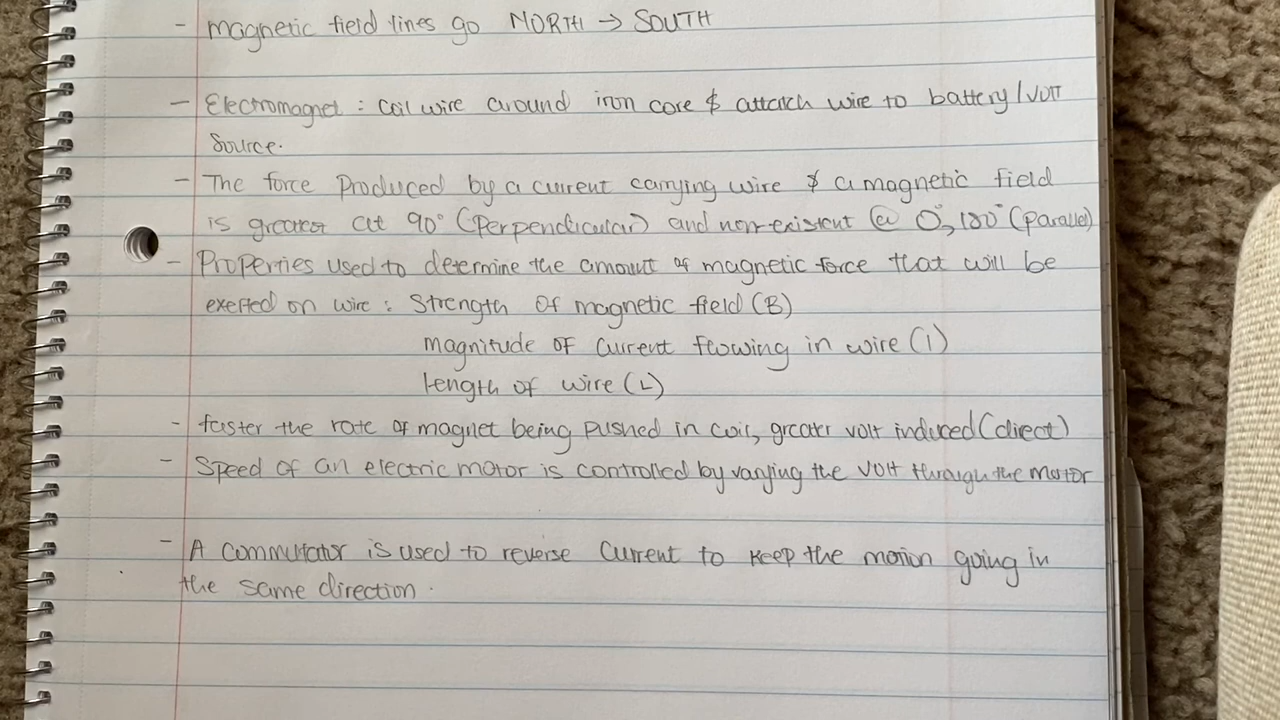 - magnetic field lines go NORTH → SOUTH
- Electromagnet : coil wire around iron core & attatch wire to battery/volt
source.
- The force produced by a current carrying wire & a magnetic field
is greater at 90° (Perpendicular) and non-existent @ 0°, 180° (parallel)
- Properties used to determine the amount of magnetic force that will be
exerted on wire : Strength of magnetic field (B)
magnitude of current flowing in wire (I)
length of wire (L)
- faster the rate of magnet being pushed in coil, greater volt induced (direct)
- Speed of an electric motor is controlled by varying the volt through the motor
- A commutator is used to reverse current to keep the motion going in
the same direction.